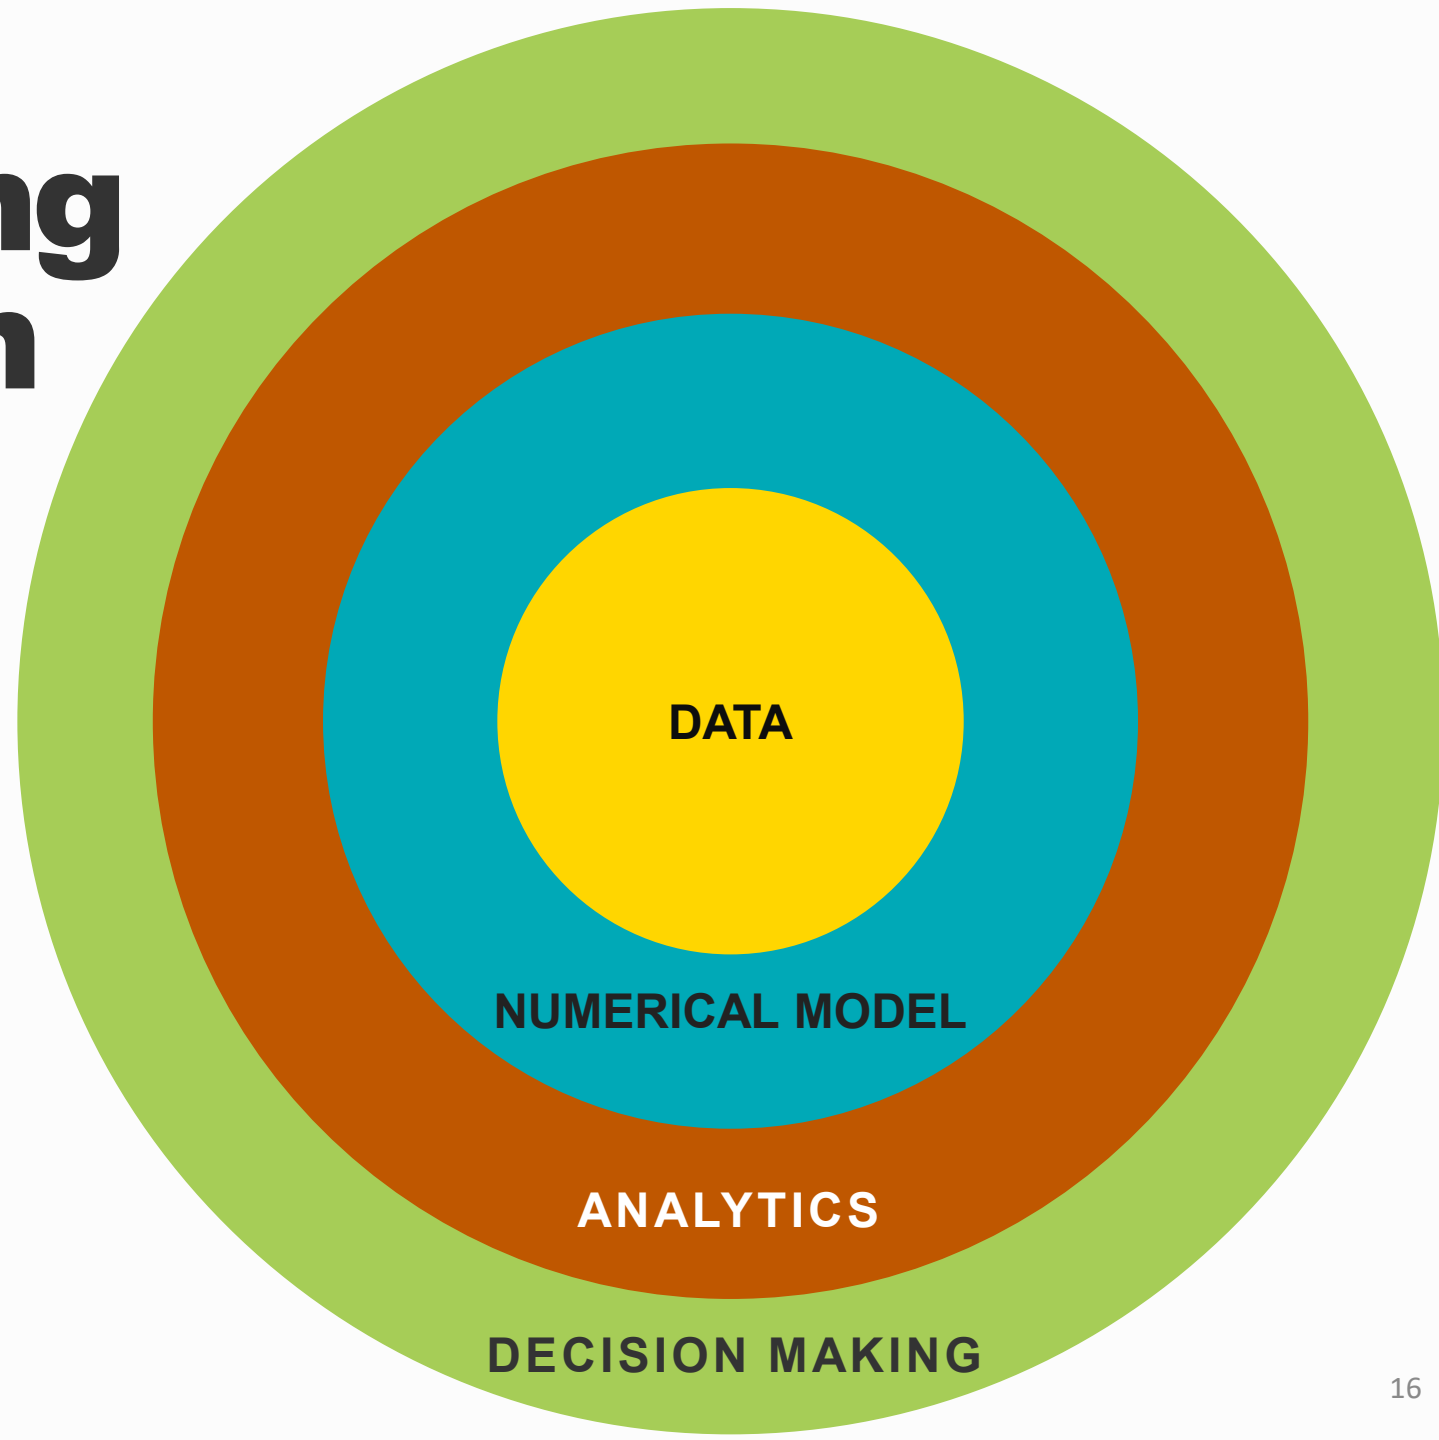 DATA
NUMERICAL MODEL
ANALYTICS
DECISION MAKING
16